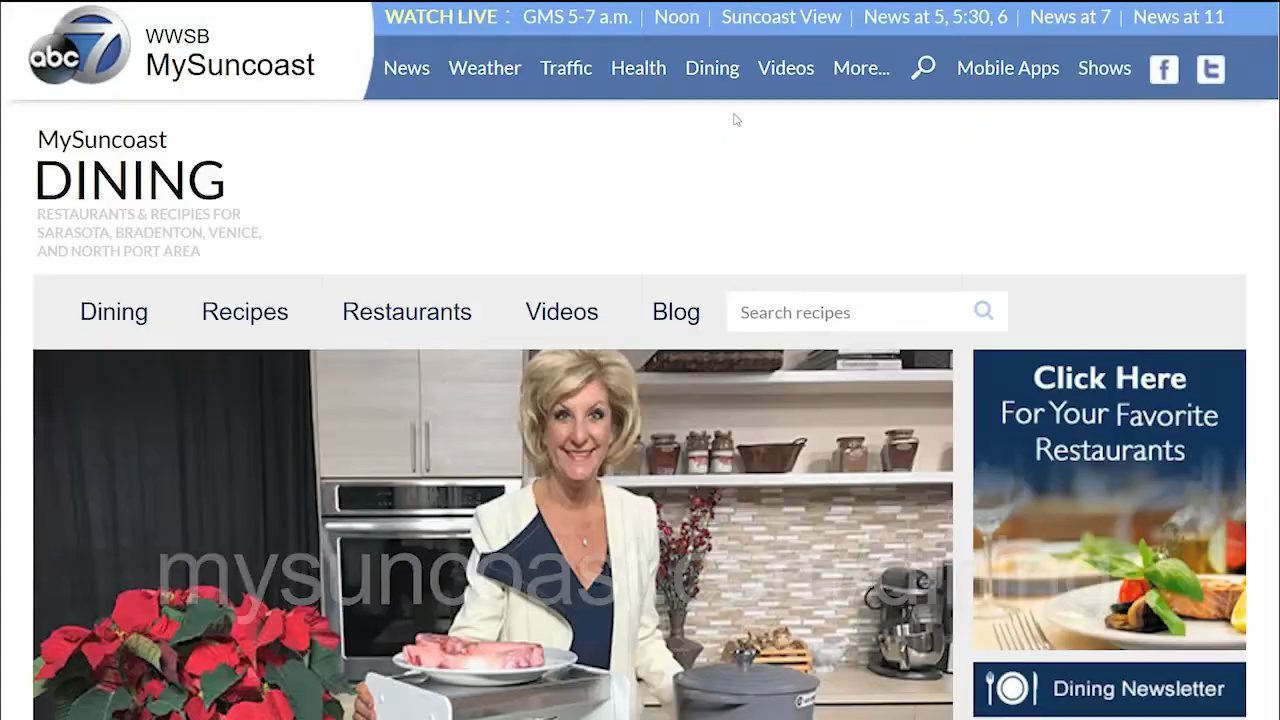 WATCH LIVE : GMS 5-7 a.m. | Noon | Suncoast View | News at 5, 5:30, 6 | News at 7 | News at 11
abc 7
WWSB
MySuncoast
News Weather Traffic Health Dining Videos More... Mobile Apps Shows
MySuncoast
DINING
RESTAURANTS & RECIPIES FOR
SARASOTA, BRADENTON, VENICE,
AND NORTH PORT AREA
Dining Recipes Restaurants Videos Blog Search recipes
Click Here
For Your Favorite
Restaurants
mysuncoast.com/dining
Dining Newsletter